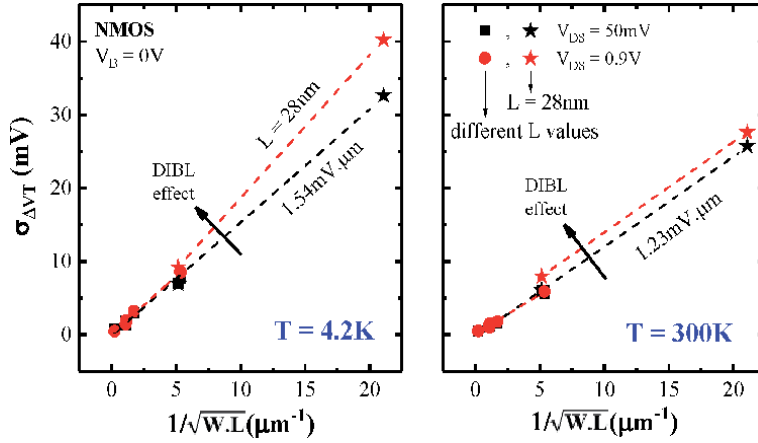 NMOS
V_B = 0V
L = 28nm
DIBL
effect
1.54mV.μm
T = 4.2K
σ_ΔVT (mV)
40
30
20
10
0
0 5 10 15 20
1/√W.L(μm⁻¹)
, V_DS = 50mV
, V_DS = 0.9V
L = 28nm
different L values
DIBL
effect
1.23mV.μm
T = 300K
0 5 10 15 20
1/√W.L(μm⁻¹)